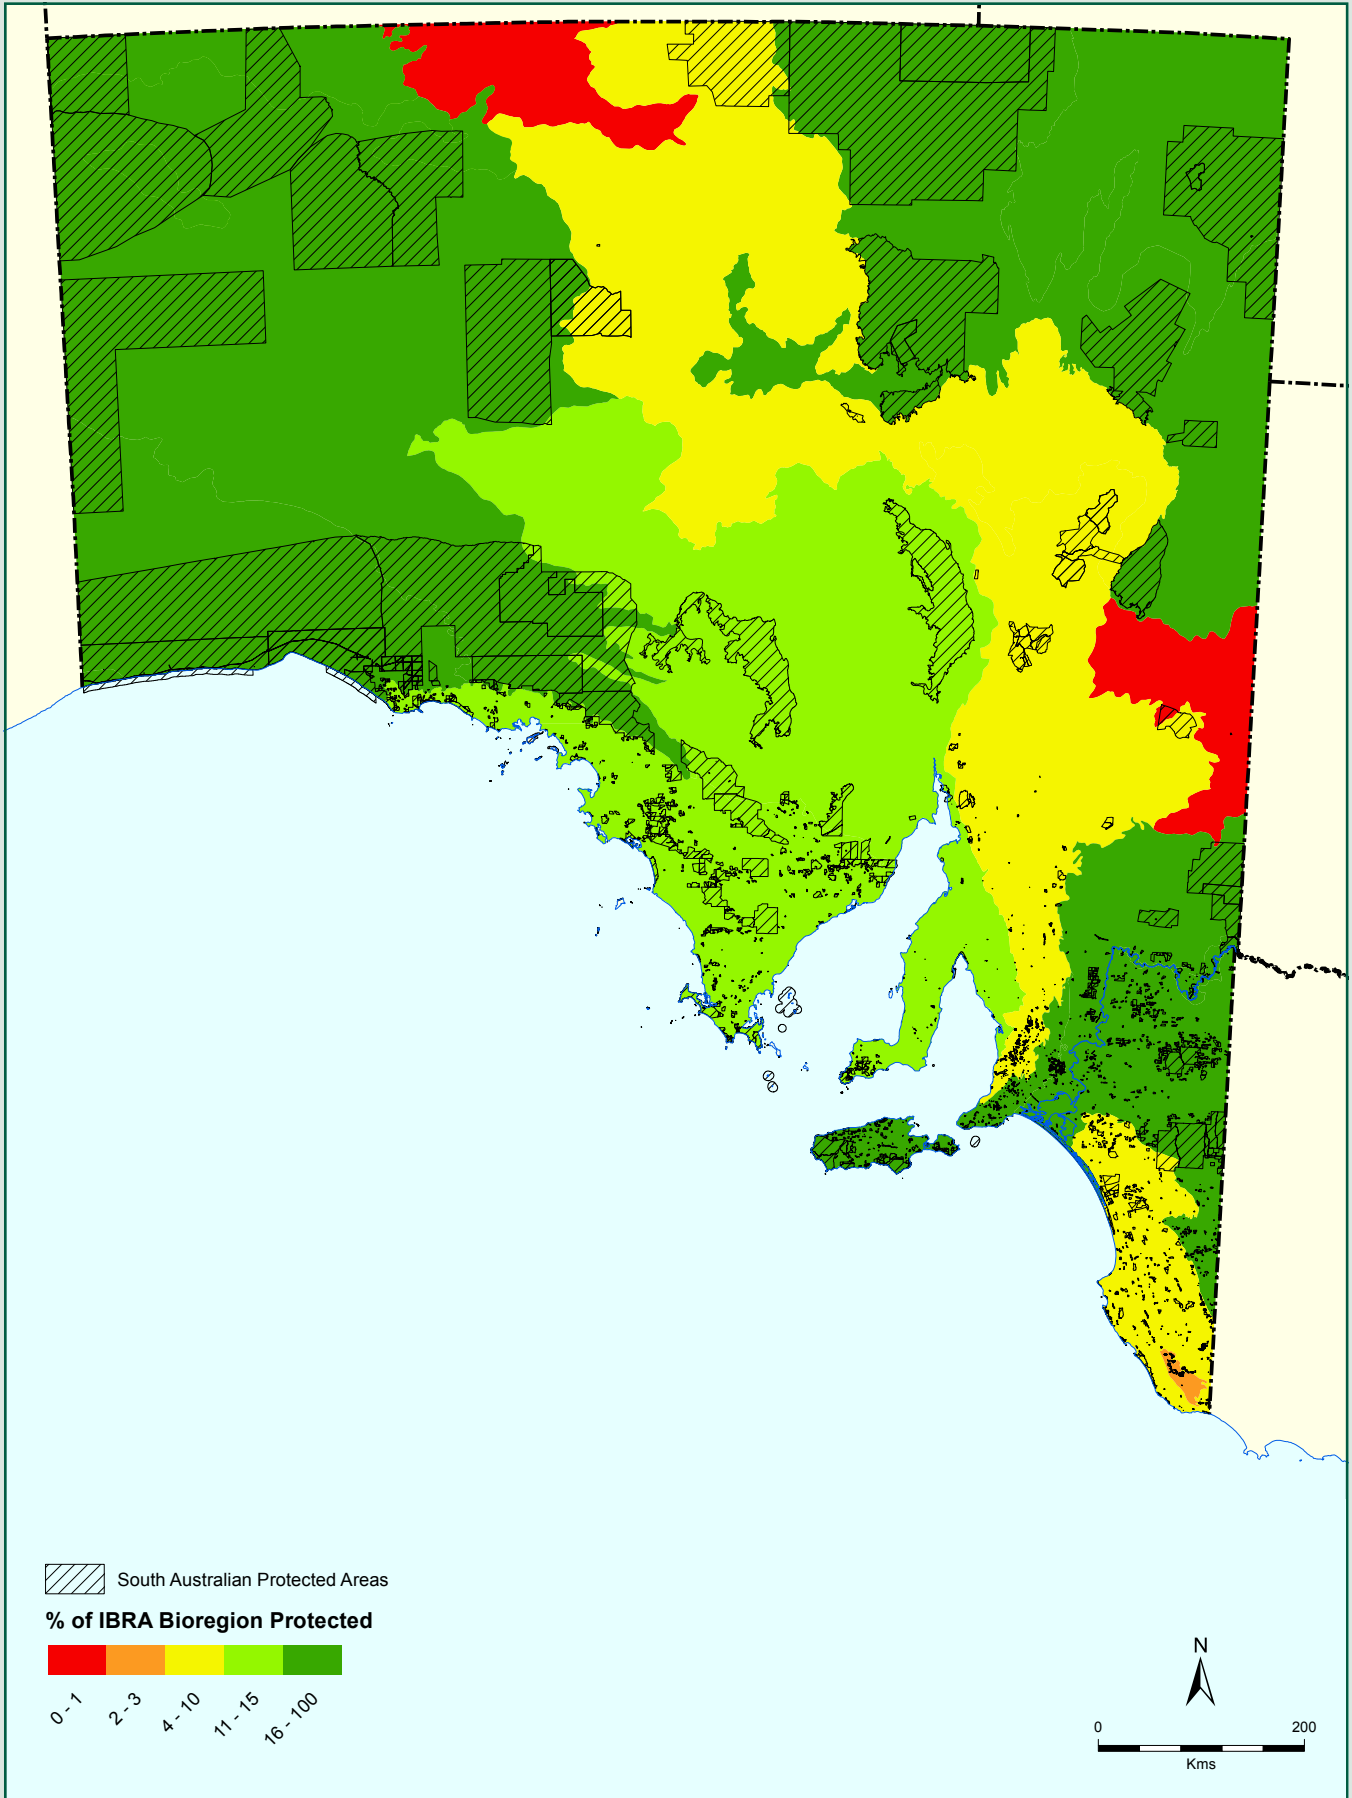 South Australian Protected Areas
% of IBRA Bioregion Protected
0 - 1
2 - 3
4 - 10
11 - 15
16 - 100
N
0 200
Kms